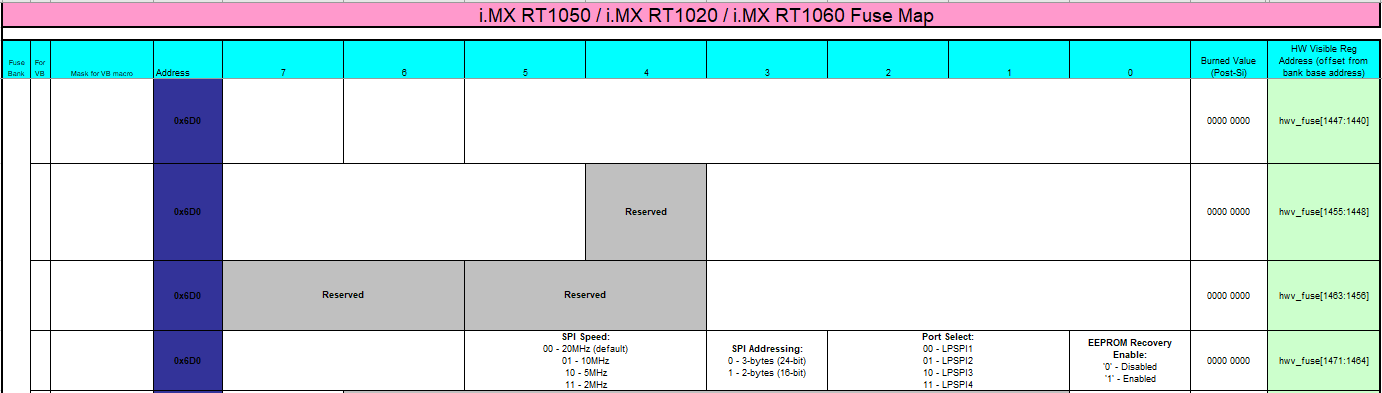 i.MX RT1050 / i.MX RT1020 / i.MX RT1060 Fuse Map
Fuse Bank
For VB
Mask for VB macro
Address
7
6
5
4
3
2
1
0
Burned Value
(Post-Si)
HW Visible Reg
Address (offset from
bank base address)
0x6D0
0000 0000
hwv_fuse[1447:1440]
0x6D0
Reserved
0000 0000
hwv_fuse[1455:1448]
0x6D0
Reserved
Reserved
0000 0000
hwv_fuse[1463:1456]
0x6D0
SPI Speed:
00 - 20MHz (default)
01 - 10MHz
10 - 5MHz
11 - 2MHz
SPI Addressing:
0 - 3-bytes (24-bit)
1 - 2-bytes (16-bit)
Port Select:
00 - LPSPI1
01 - LPSPI2
10 - LPSPI3
11 - LPSPI4
EEPROM Recovery
Enable:
'0' - Disabled
'1' - Enabled
0000 0000
hwv_fuse[1471:1464]